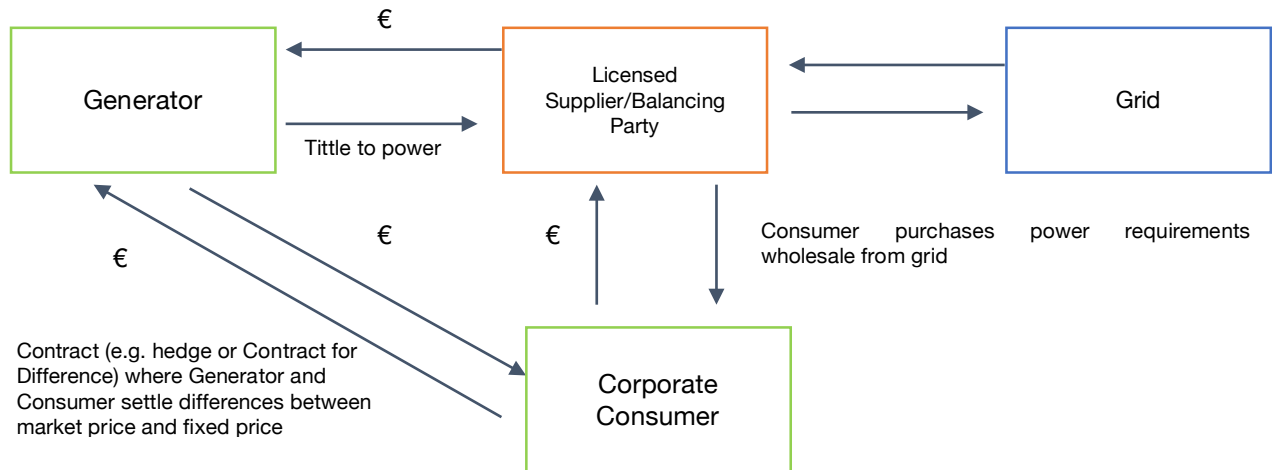 €
Generator
Licensed
Supplier/Balancing
Party
Grid
Tittle to power
€
€
€
Consumer purchases power requirements
wholesale from grid
Contract (e.g. hedge or Contract for
Difference) where Generator and
Consumer settle differences between
market price and fixed price
Corporate
Consumer